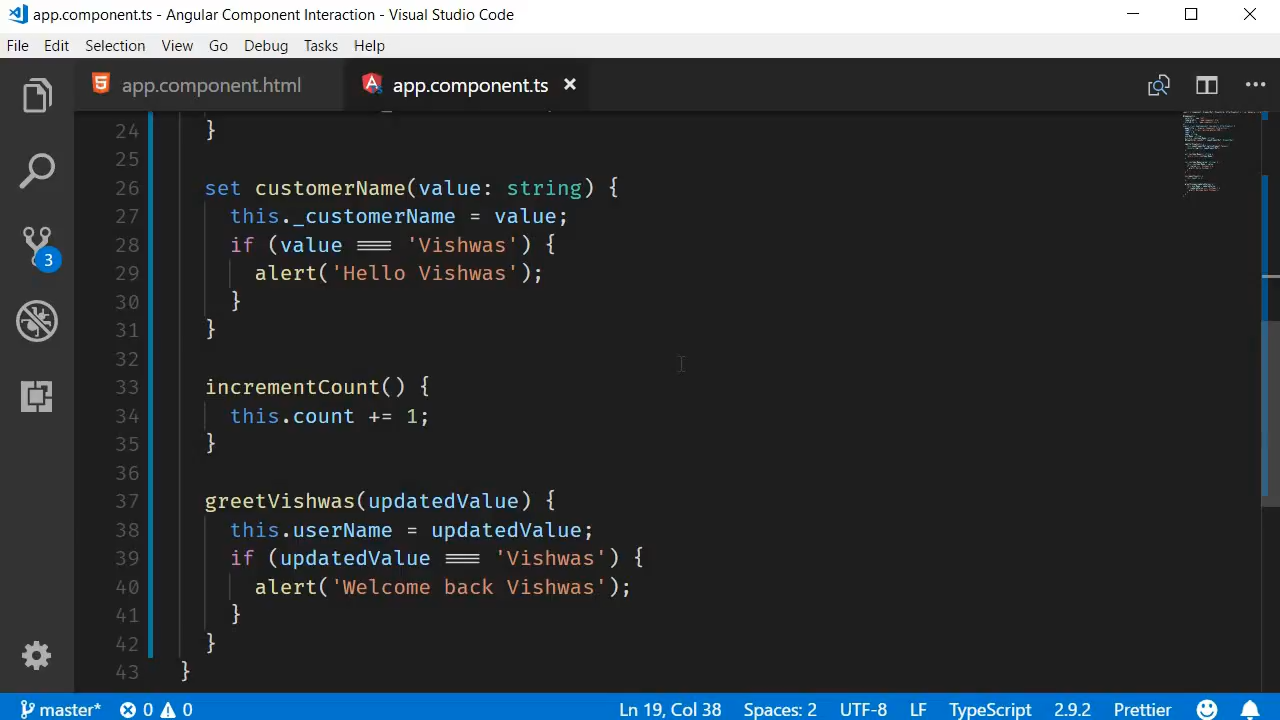 app.component.ts - Angular Component Interaction - Visual Studio Code
File Edit Selection View Go Debug Tasks Help
app.component.html app.component.ts
24 }
25
26 set customerName(value: string) {
27 this._customerName = value;
28 if (value === 'Vishwas') {
29 alert('Hello Vishwas');
30 }
31 }
32
33 incrementCount() {
34 this.count += 1;
35 }
36
37 greetVishwas(updatedValue) {
38 this.userName = updatedValue;
39 if (updatedValue === 'Vishwas') {
40 alert('Welcome back Vishwas');
41 }
42 }
43 }
3
master* 0 0 Ln 19, Col 38 Spaces: 2 UTF-8 LF TypeScript 2.9.2 Prettier